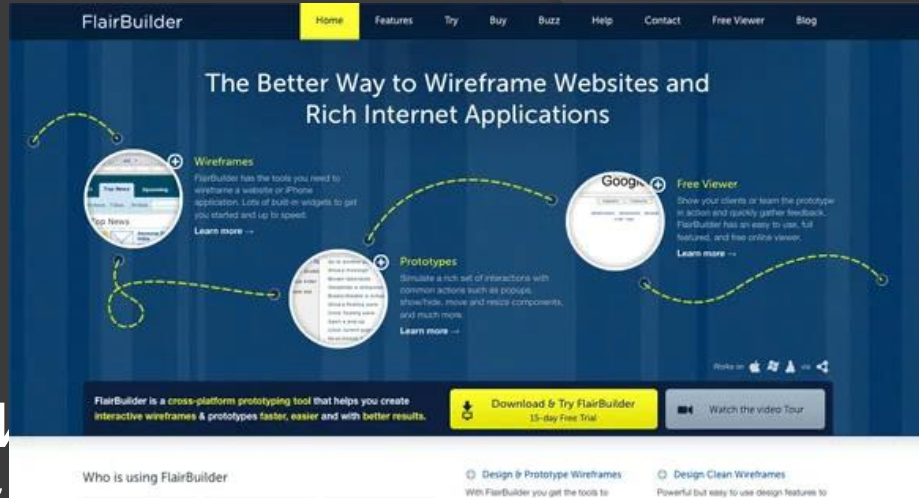 FlairBuilder
Home Features Try Buy Buzz Help Contact Free Viewer Blog
The Better Way to Wireframe Websites and
Rich Internet Applications
Wireframes
FlairBuilder has the tools you need to
wireframe a website or iPhone
application. Lots of built-in widgets to get
you started and up to speed.
Learn more →
Top News Upcoming
Top News
Prototypes
Simulate a rich set of interactions with
common actions such as popups,
show/hide, move and resize components,
and much more.
Learn more →
Google
Free Viewer
Show your clients or team the prototype
in action and quickly gather feedback.
FlairBuilder has an easy to use, full
featured, and free online viewer.
Learn more →
Works on via
FlairBuilder is a cross-platform prototyping tool that helps you create
interactive wireframes & prototypes faster, easier and with better results.
Download & Try FlairBuilder
15-day Free Trial
Watch the video Tour
Who is using FlairBuilder
Design & Prototype Wireframes
With FlairBuilder you get the tools to
Design Clean Wireframes
Powerful but easy to use design features to